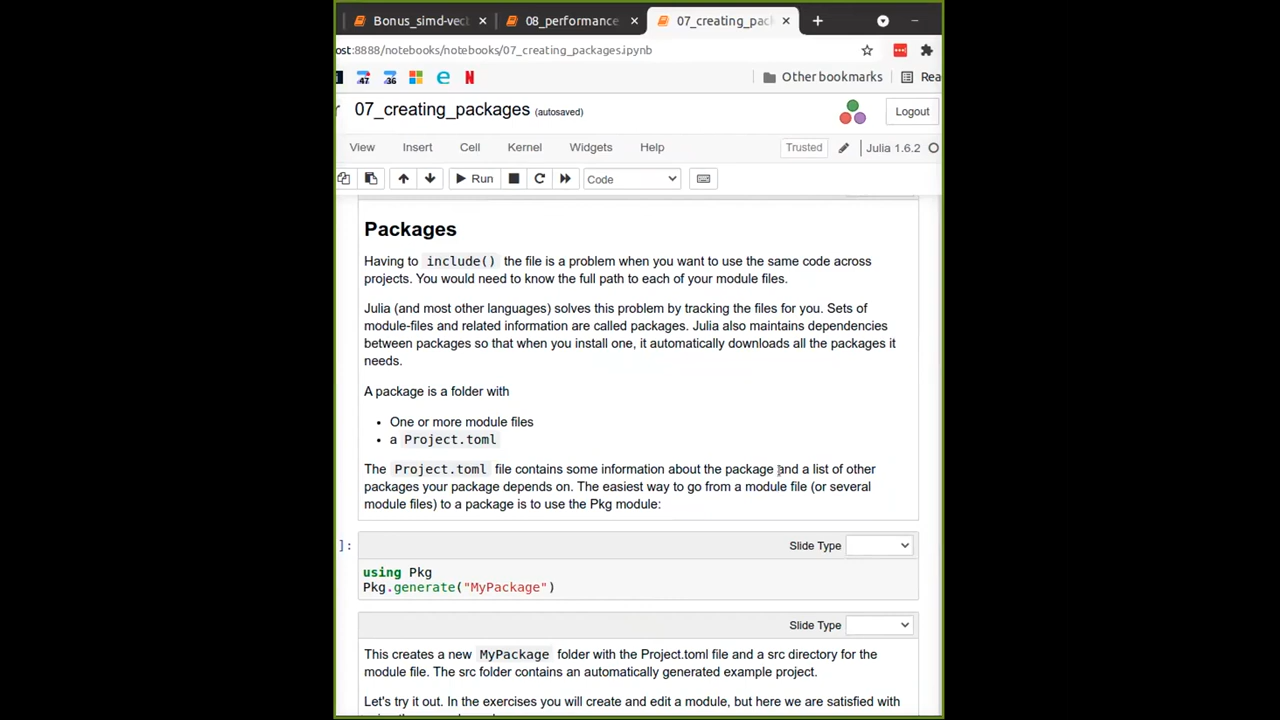 Bonus_simd-vect
08_performance
07_creating_pack
ost:8888/notebooks/notebooks/07_creating_packages.ipynb
47
36
Other bookmarks
Rea
07_creating_packages (autosaved)
Logout
View Insert Cell Kernel Widgets Help
Trusted
Julia 1.6.2
Run
Code
Packages
Having to include() the file is a problem when you want to use the same code across
projects. You would need to know the full path to each of your module files.
Julia (and most other languages) solves this problem by tracking the files for you. Sets of
module-files and related information are called packages. Julia also maintains dependencies
between packages so that when you install one, it automatically downloads all the packages it
needs.
A package is a folder with
• One or more module files
• a Project.toml
The Project.toml file contains some information about the package and a list of other
packages your package depends on. The easiest way to go from a module file (or several
module files) to a package is to use the Pkg module:
]:
Slide Type
using Pkg
Pkg.generate("MyPackage")
Slide Type
This creates a new MyPackage folder with the Project.toml file and a src directory for the
module file. The src folder contains an automatically generated example project.
Let's try it out. In the exercises you will create and edit a module, but here we are satisfied with